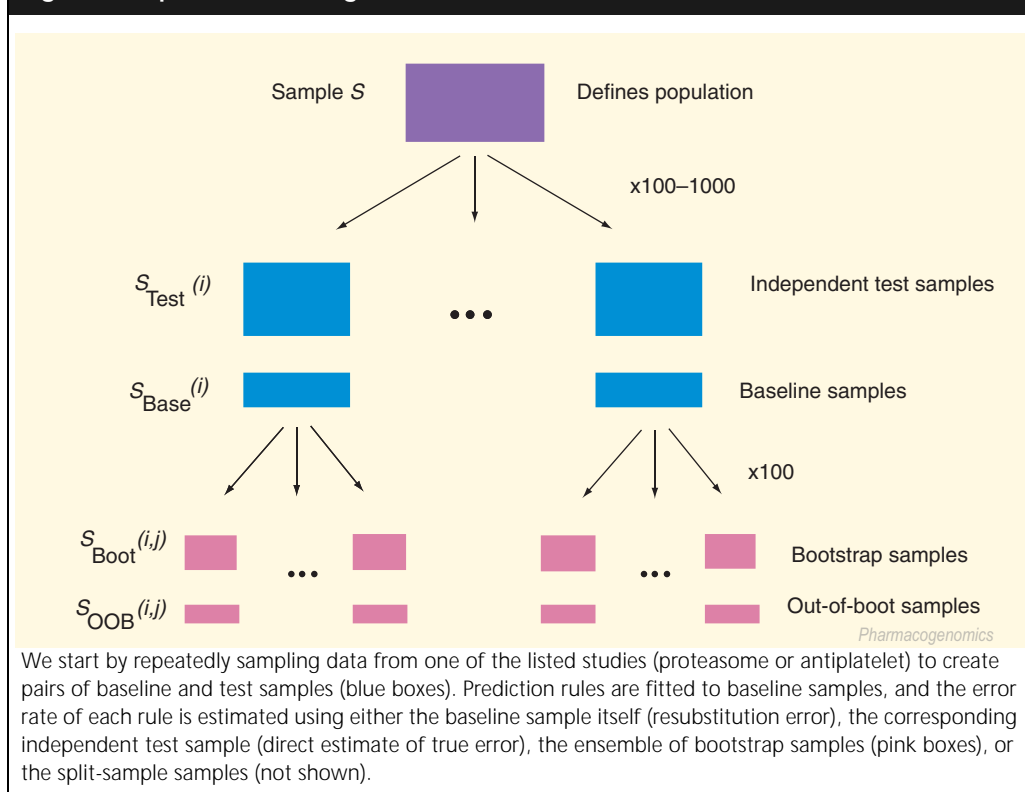 Sample S
Defines population
x100–1000
S Test (i)
Independent test samples
S Base (i)
Baseline samples
x100
S Boot (i,j)
Bootstrap samples
S OOB (i,j)
Out-of-boot samples
Pharmacogenomics
We start by repeatedly sampling data from one of the listed studies (proteasome or antiplatelet) to create
pairs of baseline and test samples (blue boxes). Prediction rules are fitted to baseline samples, and the error
rate of each rule is estimated using either the baseline sample itself (resubstitution error), the corresponding
independent test sample (direct estimate of true error), the ensemble of bootstrap samples (pink boxes), or
the split-sample samples (not shown).